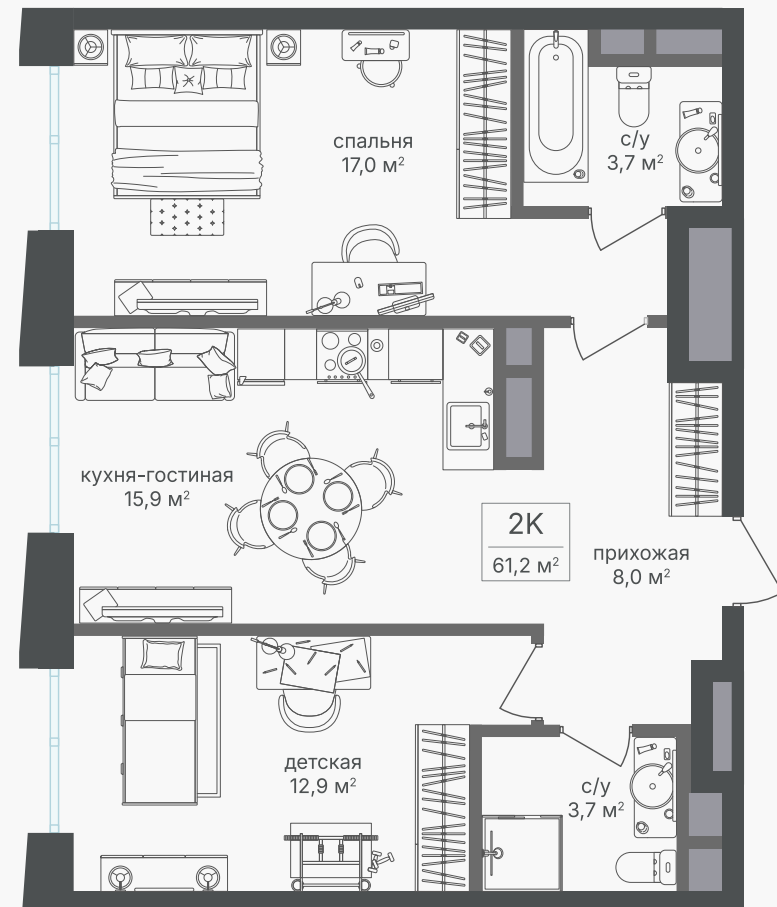 спальня
17,0 м²
с/у
3,7 м²
кухня-гостиная
15,9 м²
2К
61,2 м²
прихожая
8,0 м²
детская
12,9 м²
с/у
3,7 м²